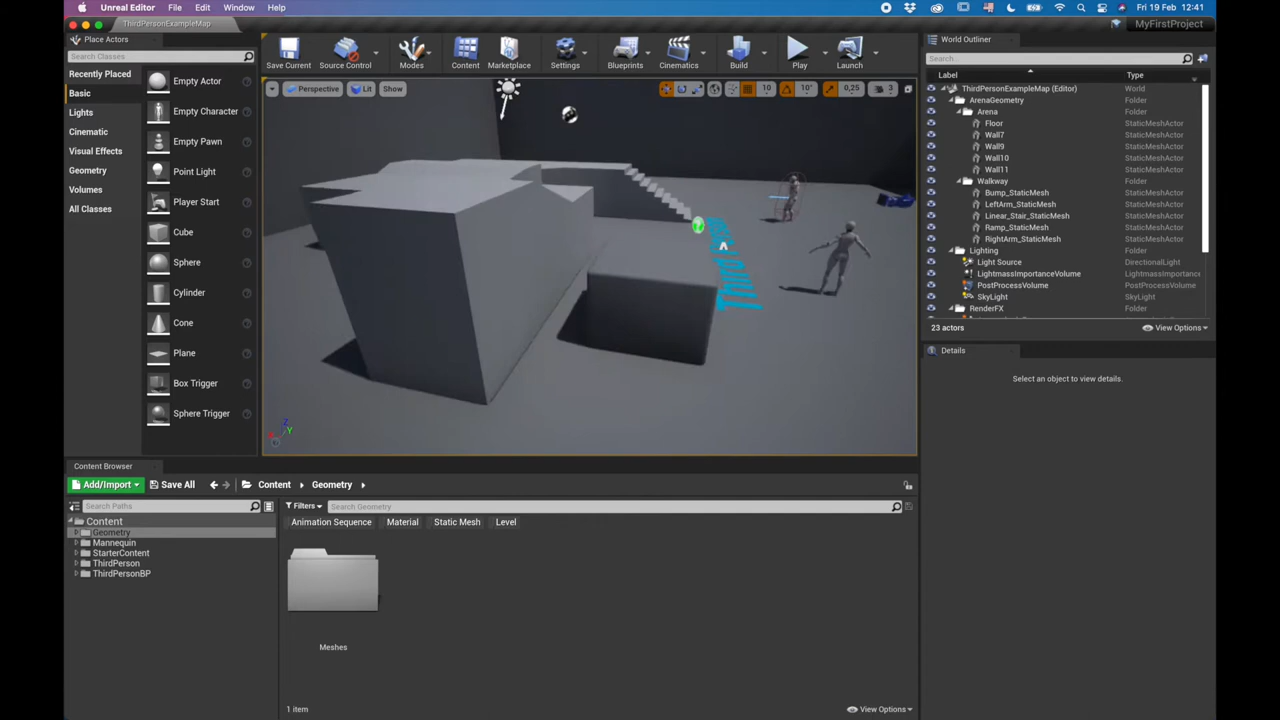 Unreal Editor File Edit Window Help Fri 19 Feb 12:41
ThirdPersonExampleMap MyFirstProject
Place Actors
Search Classes
Recently Placed
Basic
Lights
Cinematic
Visual Effects
Geometry
Volumes
All Classes
Empty Actor
Empty Character
Empty Pawn
Point Light
Player Start
Cube
Sphere
Cylinder
Cone
Plane
Box Trigger
Sphere Trigger
Save Current Source Control Modes Content Marketplace Settings Blueprints Cinematics Build Play Launch
Perspective Lit Show 10 10° 0,25 3
World Outliner
Search...
Label Type
ThirdPersonExampleMap (Editor) World
ArenaGeometry Folder
Arena Folder
Floor StaticMeshActor
Wall7 StaticMeshActor
Wall9 StaticMeshActor
Wall10 StaticMeshActor
Wall11 StaticMeshActor
Walkway Folder
Bump_StaticMesh StaticMeshActor
LeftArm_StaticMesh StaticMeshActor
Linear_Stair_StaticMesh StaticMeshActor
Ramp_StaticMesh StaticMeshActor
RightArm_StaticMesh StaticMeshActor
Lighting Folder
Light Source DirectionalLight
LightmassImportanceVolume LightmassImportance
PostProcessVolume PostProcessVolume
SkyLight SkyLight
RenderFX Folder
23 actors View Options
Details
Select an object to view details.
Z
Y
Content Browser
Add/Import Save All Content Geometry
Search Paths Filters Search Geometry
Animation Sequence Material Static Mesh Level
Content
Geometry
Mannequin
StarterContent
ThirdPerson
ThirdPersonBP
Meshes
1 item View Options